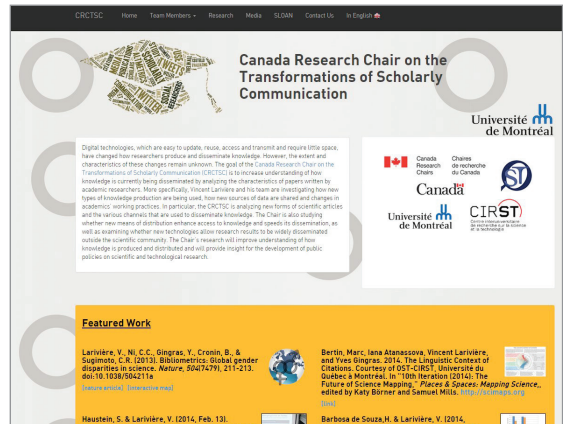 CRCTSC Home Team Members Research Media SLOAN Contact Us In English
Canada Research Chair on the
Transformations of Scholarly
Communication
Université
de Montréal
Digital technologies, which are easy to update, reuse, access and transmit and require little space,
have changed how researchers produce and disseminate knowledge. However, the extent and
characteristics of these changes remain unknown. The goal of the Canada Research Chair on the
Transformations of Scholarly Communication (CRCTSC) is to increase understanding of how
knowledge is currently being disseminated by analyzing the characteristics of papers written by
academic researchers. More specifically, Vincent Larivière and his team are investigating how new
types of knowledge production are being used, how new sources of data are shared and changes in
academics' working practices. In particular, the CRCTSC is analyzing new forms of scientific articles
and the various channels that are used to disseminate knowledge. The Chair is also studying
whether new means of distribution enhance access to knowledge and speeds its dissemination, as
well as examining whether new technologies allow research results to be widely disseminated
outside the scientific community. The Chair's research will improve understanding of how
knowledge is produced and distributed and will provide insight for the development of public
policies on scientific and technological research.
Canada Chaires
Research de recherche
Chairs du Canada
Canada
OST
Université
de Montréal
CIRST
Centre interuniversitaire
de recherche sur la science
et la technologie
Featured Work
Larivière, V., Ni, C.C., Gingras, Y., Cronin, B., &
Sugimoto, C.R. (2013). Bibliometrics: Global gender
disparities in science. Nature, 504(7479), 211-213.
doi:10.1038/504211a
[nature article] [interactive map]
Bertin, Marc, Iana Atanassova, Vincent Larivière,
and Yves Gingras. 2014. The Linguistic Context of
Citations. Courtesy of OST-CIRST, Université du
Québec à Montréal. In "10th Iteration (2014): The
Future of Science Mapping," Places & Spaces: Mapping Science,,
edited by Katy Börner and Samuel Mills. http://scimaps.org
[link]
Haustein, S. & Larivière, V. (2014, Feb. 13).
Barbosa de Souza,H. & Larivière, V. (2014,